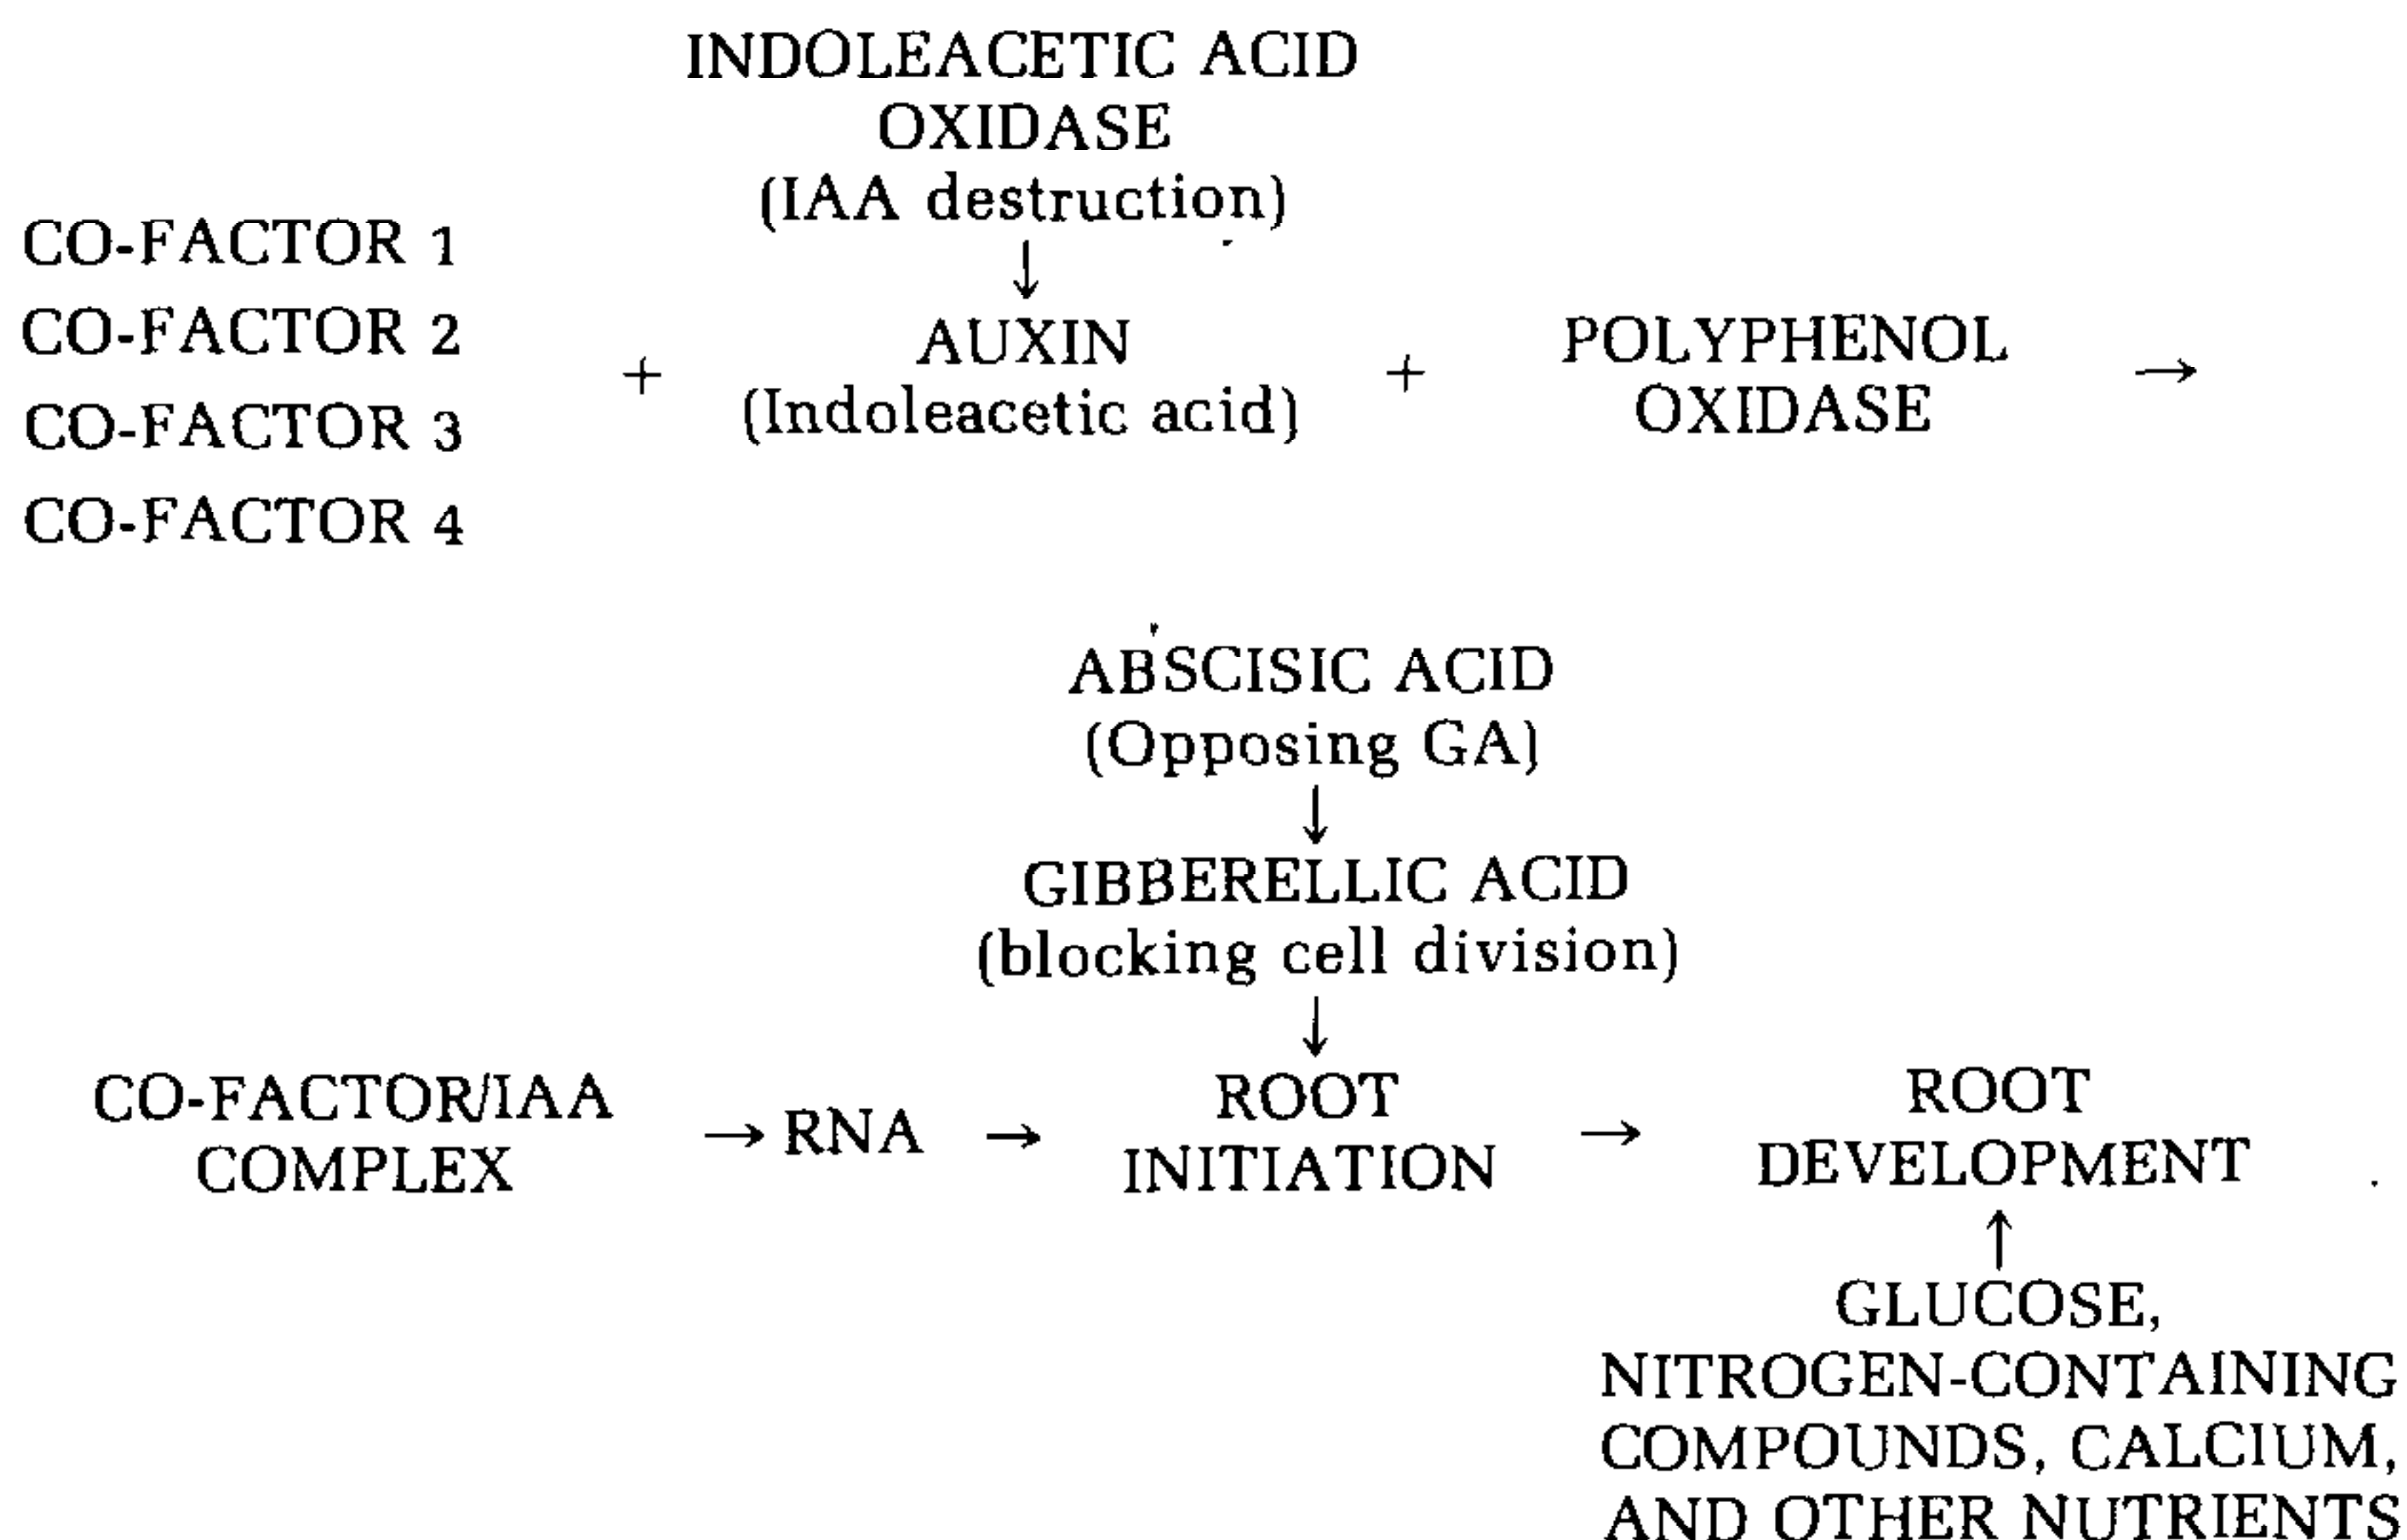 INDOLEACETIC ACID
OXIDASE
(IAA destruction)
↓
CO-FACTOR 1
CO-FACTOR 2
CO-FACTOR 3
CO-FACTOR 4
+
AUXIN
(Indoleacetic acid)
+
POLYPHENOL
OXIDASE
→
ABSCISIC ACID
(Opposing GA)
↓
GIBBERELLIC ACID
(blocking cell division)
↓
CO-FACTOR/IAA
COMPLEX
→ RNA →
ROOT
INITIATION
→
ROOT
DEVELOPMENT
↑
GLUCOSE,
NITROGEN-CONTAINING
COMPOUNDS, CALCIUM,
AND OTHER NUTRIENTS